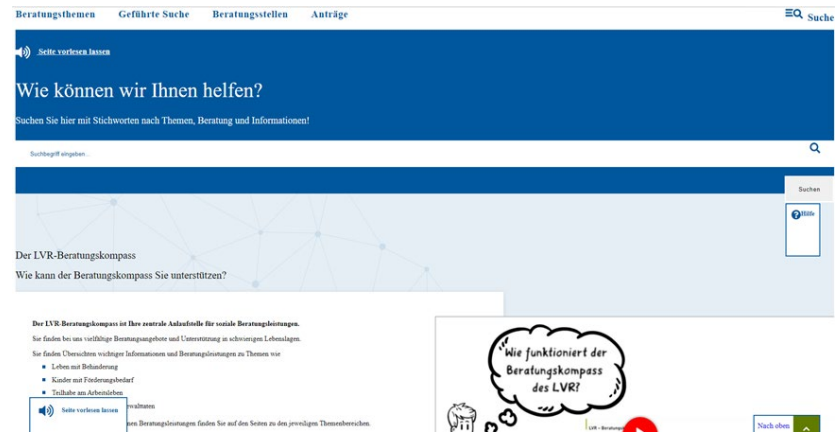 Beratungsthemen Geführte Suche Beratungsstellen Anträge Suche
Seite vorlesen lassen
Wie können wir Ihnen helfen?
Suchen Sie hier mit Stichworten nach Themen, Beratung und Informationen!
Suchbegriff eingeben...
Suchen
Hilfe
Der LVR-Beratungskompass
Wie kann der Beratungskompass Sie unterstützen?
Der LVR-Beratungskompass ist Ihre zentrale Anlaufstelle für soziale Beratungsleistungen.
Sie finden bei uns vielfältige Beratungsangebote und Unterstützung in schwierigen Lebenslagen.
Sie finden Übersichten wichtiger Informationen und Beratungsleistungen zu Themen wie
Leben mit Behinderung
Kinder mit Förderungsbedarf
Teilhabe am Arbeitsleben
ewalttaten
nen Beratungsleistungen finden Sie auf den Seiten zu den jeweiligen Themenbereichen.
Seite vorlesen lassen
Wie funktioniert der
Beratungskompass
des LVR?
Nach oben